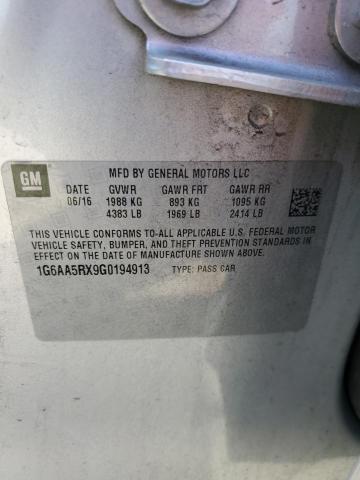 GM
MFD BY GENERAL MOTORS LLC
DATE GVWR GAWR FRT GAWR RR
06/16 1988 KG 893 KG 1095 KG
4383 LB 1969 LB 2414 LB
THIS VEHICLE CONFORMS TO-ALL APPLICABLE U.S. FEDERAL MOTOR
VEHICLE SAFETY, BUMPER, AND THEFT PREVENTION STANDARDS IN
EFFECT ON THE DATE OF MANUFACTURE SHOWN ABOVE.
1G6AA5RX9G0194913 TYPE: PASS CAR